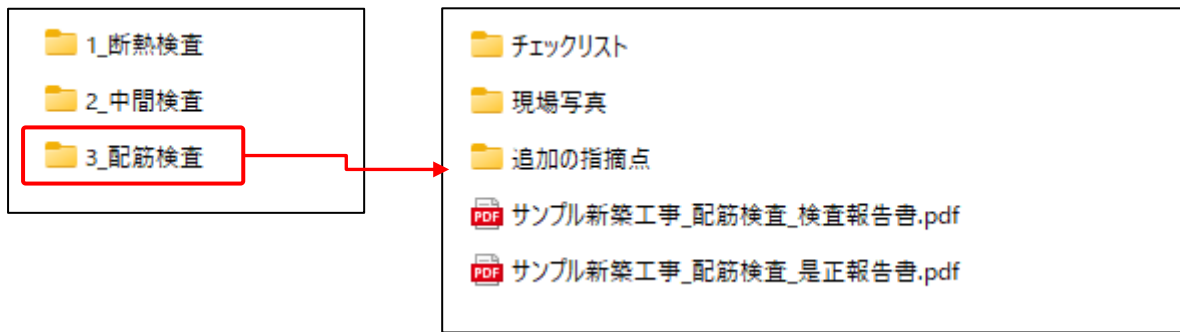 1_断熱検査
2_中間検査
3_配筋検査
チェックリスト
現場写真
追加の指摘点
PDF サンプル新築工事_配筋検査_検査報告書.pdf
PDF サンプル新築工事_配筋検査_是正報告書.pdf